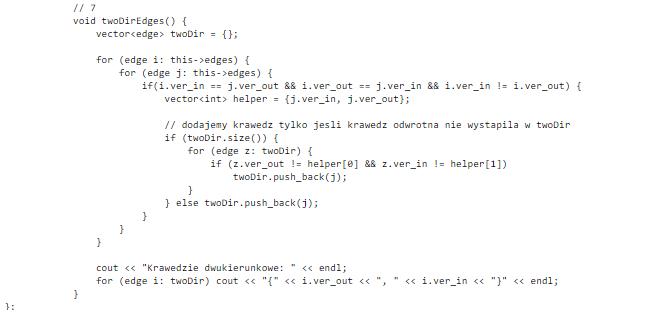 // 7
void twoDirEdges() {
vector<edge> twoDir = {};
for (edge i: this->edges) {
for (edge j: this->edges) {
if(i.ver_in == j.ver_out && i.ver_out == j.ver_in && i.ver_in != i.ver_out) {
vector<int> helper = {j.ver_in, j.ver_out};
// dodajemy krawedz tylko jesli krawedz odwrotna nie wystapila w twoDir
if (twoDir.size()) {
for (edge z: twoDir) {
if (z.ver_out != helper[0] && z.ver_in != helper[1])
twoDir.push_back(j);
}
} else twoDir.push_back(j);
}
}
}
cout << "Krawedzie dwukierunkowe: " << endl;
for (edge i: twoDir) cout << "{" << i.ver_out << ", " << i.ver_in << "}" << endl;
}
};